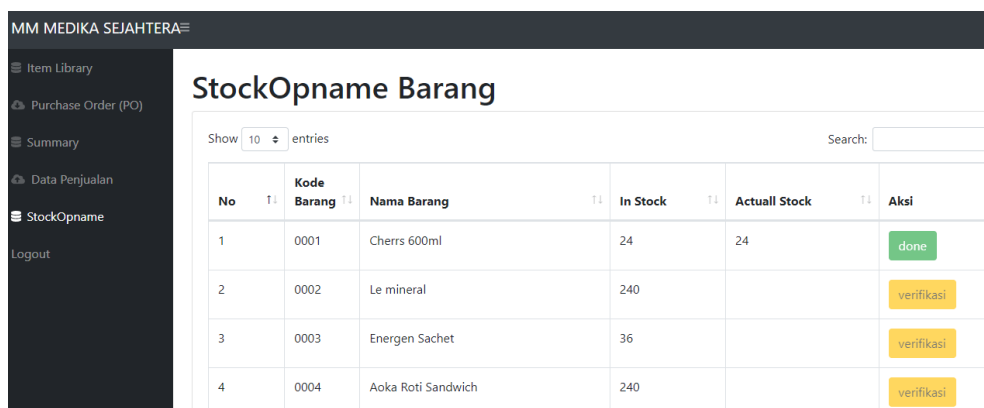 MM MEDIKA SEJAHTERA
Item Library
Purchase Order (PO)
Summary
Data Penjualan
StockOpname
Logout
StockOpname Barang
Show 10 entries Search:
No Kode Barang Nama Barang In Stock Actuall Stock Aksi
1 0001 Cherrs 600ml 24 24 done
2 0002 Le mineral 240 verifikasi
3 0003 Energen Sachet 36 verifikasi
4 0004 Aoka Roti Sandwich 240 verifikasi